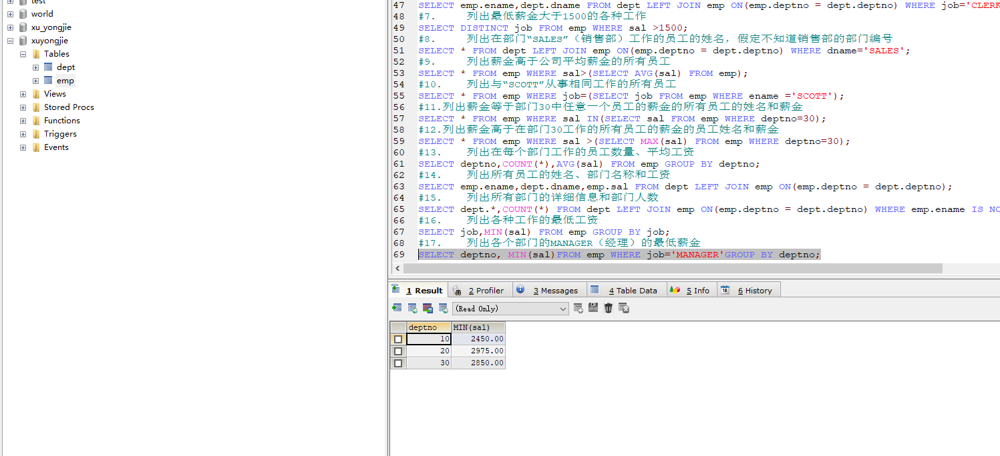 test
world
xu_yongjie
xuyongjie
Tables
dept
emp
Views
Stored Procs
Functions
Triggers
Events
47 SELECT emp.ename,dept.dname FROM dept LEFT JOIN emp ON(emp.deptno = dept.deptno) WHERE job='CLERK
48 #7. 列出最低薪金大于1500的各种工作
49 SELECT DISTINCT job FROM emp WHERE sal >1500;
50 #8. 列出在部门“SALES”（销售部）工作的员工的姓名，假定不知道销售部的部门编号
51 SELECT * FROM dept LEFT JOIN emp ON(emp.deptno = dept.deptno) WHERE dname='SALES';
52 #9. 列出薪金高于公司平均薪金的所有员工
53 SELECT * FROM emp WHERE sal>(SELECT AVG(sal) FROM emp);
54 #10. 列出与“SCOTT”从事相同工作的所有员工
55 SELECT * FROM emp WHERE job=(SELECT job FROM emp WHERE ename ='SCOTT');
56 #11.列出薪金等于部门30中任意一个员工的薪金的所有员工的姓名和薪金
57 SELECT * FROM emp WHERE sal IN(SELECT sal FROM emp WHERE deptno=30);
58 #12.列出薪金高于在部门30工作的所有员工的薪金的员工姓名和薪金
59 SELECT * FROM emp WHERE sal >(SELECT MAX(sal) FROM emp WHERE deptno=30);
60 #13. 列出在每个部门工作的员工数量、平均工资
61 SELECT deptno,COUNT(*),AVG(sal) FROM emp GROUP BY deptno;
62 #14. 列出所有员工的姓名、部门名称和工资
63 SELECT emp.ename,dept.dname,emp.sal FROM dept LEFT JOIN emp ON(emp.deptno = dept.deptno);
64 #15. 列出所有部门的详细信息和部门人数
65 SELECT dept.*,COUNT(*) FROM dept LEFT JOIN emp ON(emp.deptno = dept.deptno) WHERE emp.ename IS NO
66 #16. 列出各种工作的最低工资
67 SELECT job,MIN(sal) FROM emp GROUP BY job;
68 #17. 列出各个部门的MANAGER（经理）的最低薪金
69 SELECT deptno, MIN(sal)FROM emp WHERE job='MANAGER'GROUP BY deptno;
1 Result 2 Profiler 3 Messages 4 Table Data 5 Info 18 6 History
(Read Only)
deptno MIN(sal)
10 2450.00
20 2975.00
30 2850.00